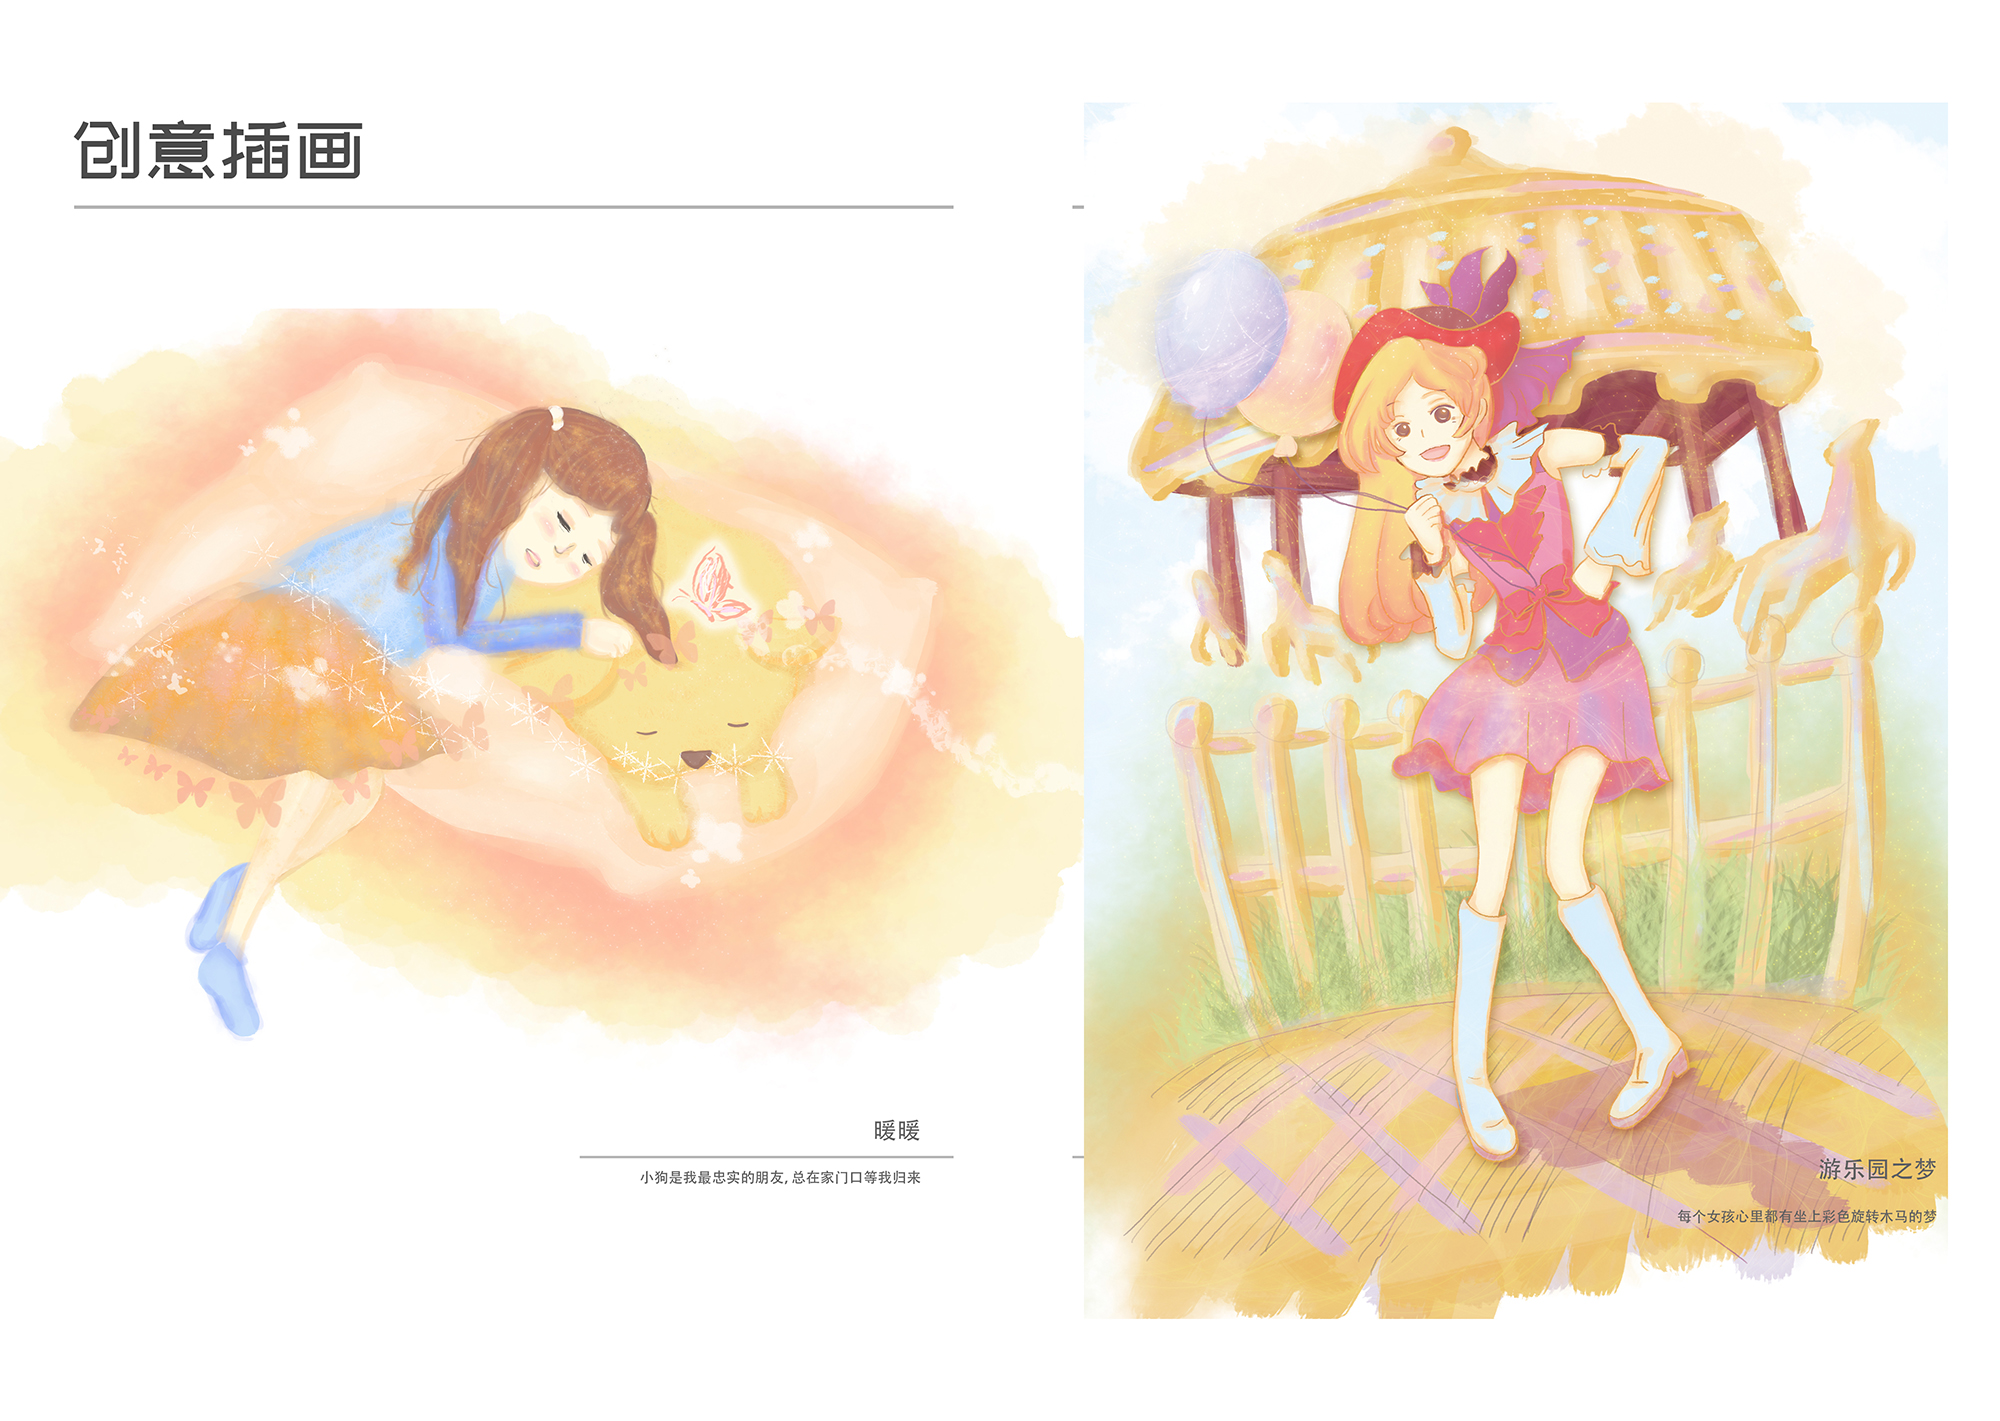 创意插画
暖暖
小狗是我最忠实的朋友,总在家门口等我归来
游乐园之梦
每个女孩心里都有坐上彩色旋转木马的梦